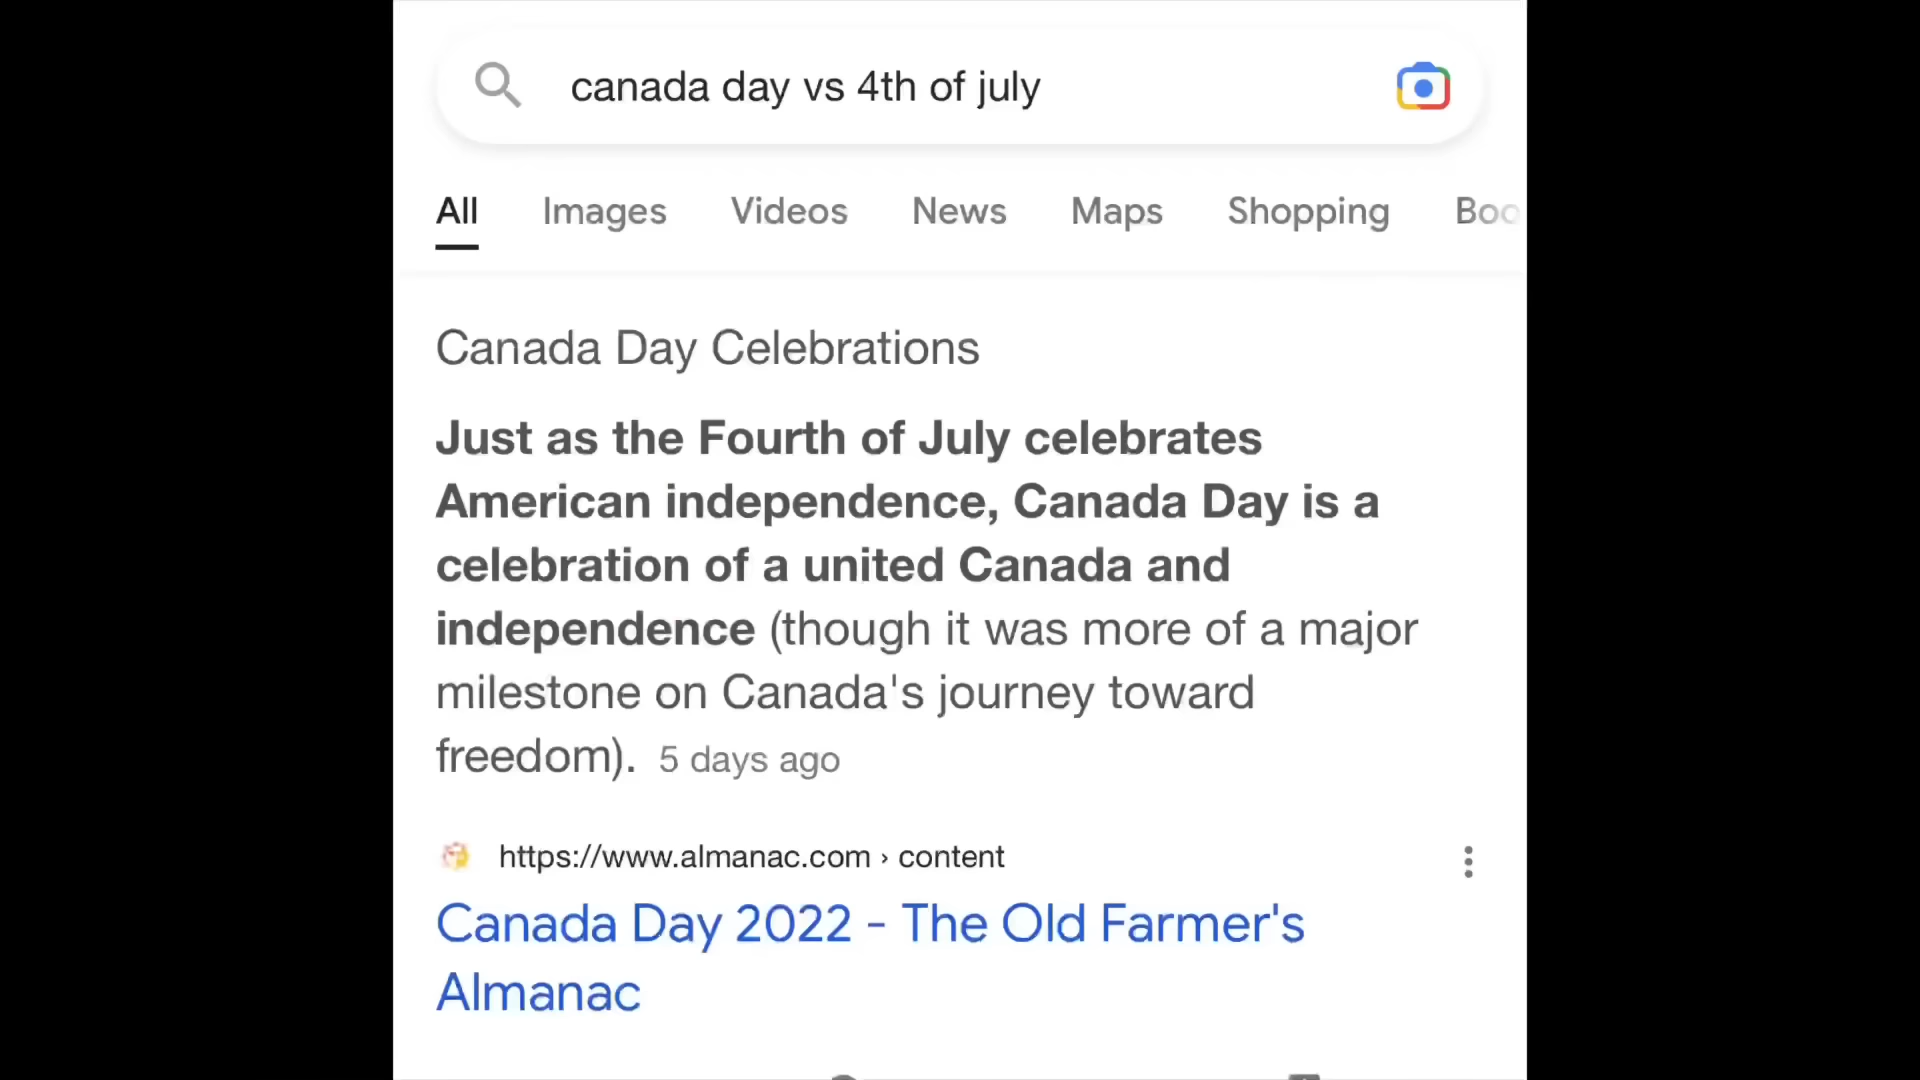 canada day vs 4th of july
All Images Videos News Maps Shopping Boo
Canada Day Celebrations
Just as the Fourth of July celebrates
American independence, Canada Day is a
celebration of a united Canada and
independence (though it was more of a major
milestone on Canada's journey toward
freedom). 5 days ago
https://www.almanac.com › content
Canada Day 2022 - The Old Farmer's
Almanac